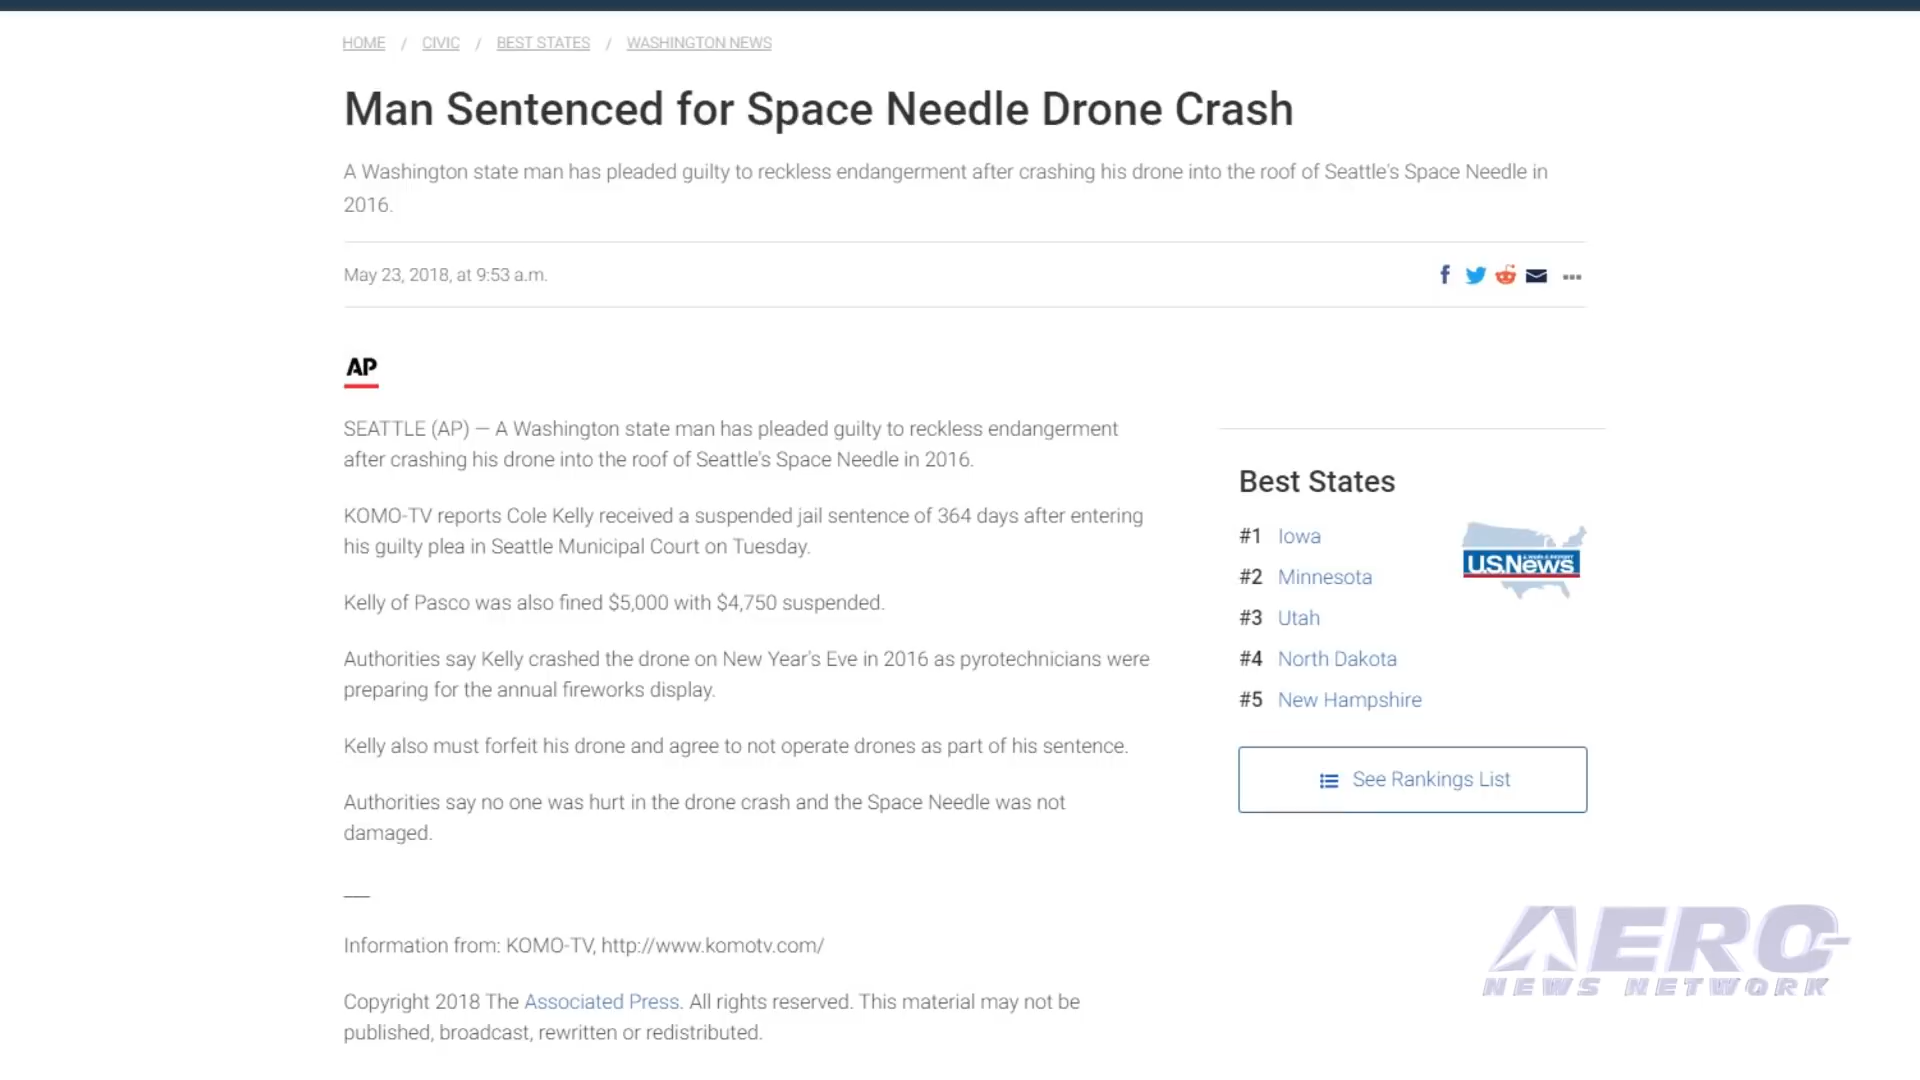 HOME / CIVIC / BEST STATES / WASHINGTON NEWS
Man Sentenced for Space Needle Drone Crash
A Washington state man has pleaded guilty to reckless endangerment after crashing his drone into the roof of Seattle's Space Needle in
2016.
May 23, 2018, at 9:53 a.m.
AP
SEATTLE (AP) — A Washington state man has pleaded guilty to reckless endangerment
after crashing his drone into the roof of Seattle's Space Needle in 2016.
KOMO-TV reports Cole Kelly received a suspended jail sentence of 364 days after entering
his guilty plea in Seattle Municipal Court on Tuesday.
Kelly of Pasco was also fined $5,000 with $4,750 suspended.
Authorities say Kelly crashed the drone on New Year's Eve in 2016 as pyrotechnicians were
preparing for the annual fireworks display.
Kelly also must forfeit his drone and agree to not operate drones as part of his sentence.
Authorities say no one was hurt in the drone crash and the Space Needle was not
damaged.
Information from: KOMO-TV, http://www.komotv.com/
Copyright 2018 The Associated Press. All rights reserved. This material may not be
published, broadcast, rewritten or redistributed.
Best States
#1 Iowa
#2 Minnesota
#3 Utah
#4 North Dakota
#5 New Hampshire
U.S.News
See Rankings List
AERO
NEWS NETWORK